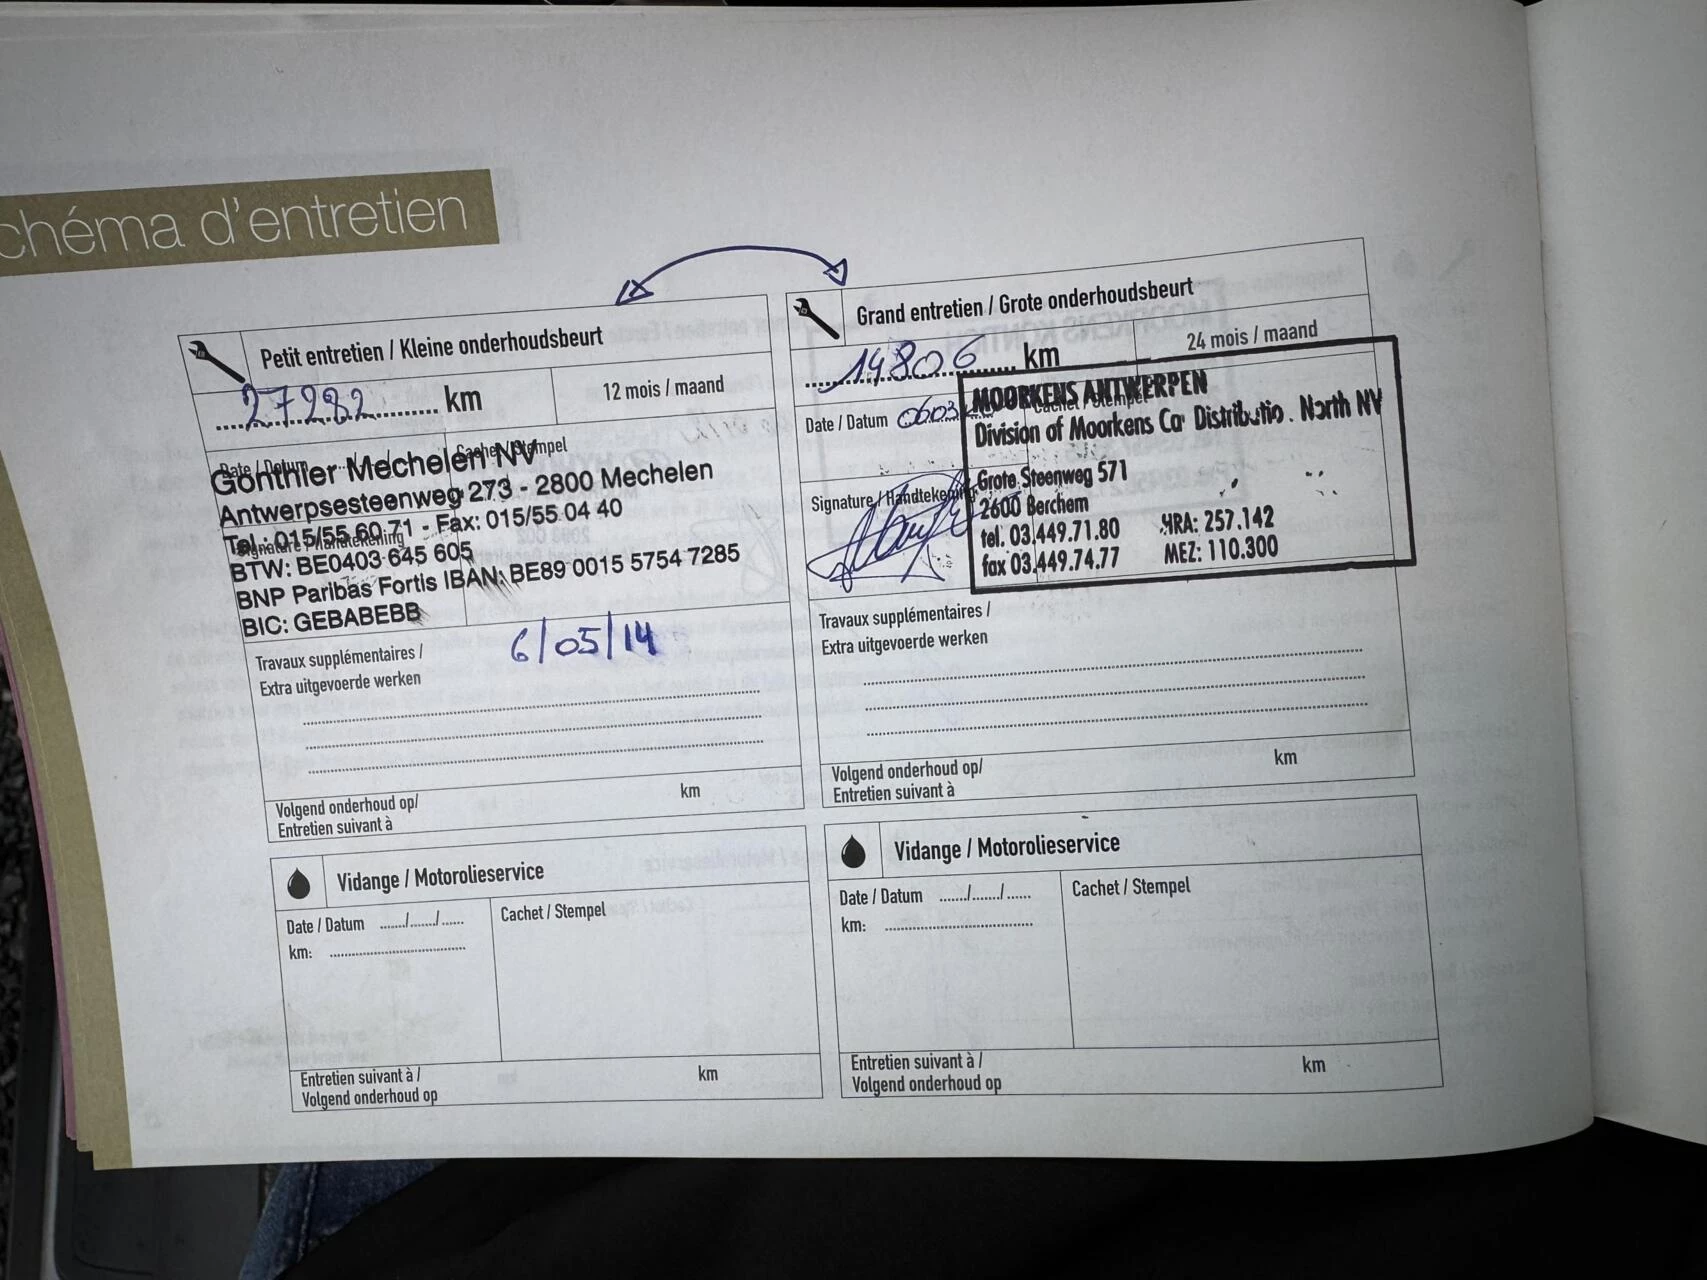 chéma d'entretien
Petit entretien / Kleine onderhoudsbeurt
27282 km
12 mois / maand
Date / Datum
Cachet / Stempel
Gonthier Mechelen NV
Antwerpsesteenweg 273 - 2800 Mechelen
Tel.: 015/55.60.71 - Fax: 015/55 04 40
Signature / Handtekening
BTW: BE0403 645 605
BNP Paribas Fortis IBAN: BE89 0015 5754 7285
BIC: GEBABEBB
6/05/14
Travaux supplémentaires /
Extra uitgevoerde werken
Volgend onderhoud op/
Entretien suivant à
km
Grand entretien / Grote onderhoudsbeurt
14806 km
24 mois / maand
Date / Datum 0603
Cachet / Stempel
Signature / Handtekening
MOORKENS ANTWERPEN
Division of Moorkens Car Distributio. North NV
Grote Steenweg 571
2600 Berchem
tel. 03.449.71.80 HRA: 257.142
fax 03.449.74.77 MEZ: 110.300
Travaux supplémentaires /
Extra uitgevoerde werken
Volgend onderhoud op/
Entretien suivant à
km
Vidange / Motorolieservice
Date / Datum ....../....../......
km: ..............................
Cachet / Stempel
Entretien suivant à /
Volgend onderhoud op
km
Vidange / Motorolieservice
Date / Datum ....../....../......
km: ..............................
Cachet / Stempel
Entretien suivant à /
Volgend onderhoud op
km